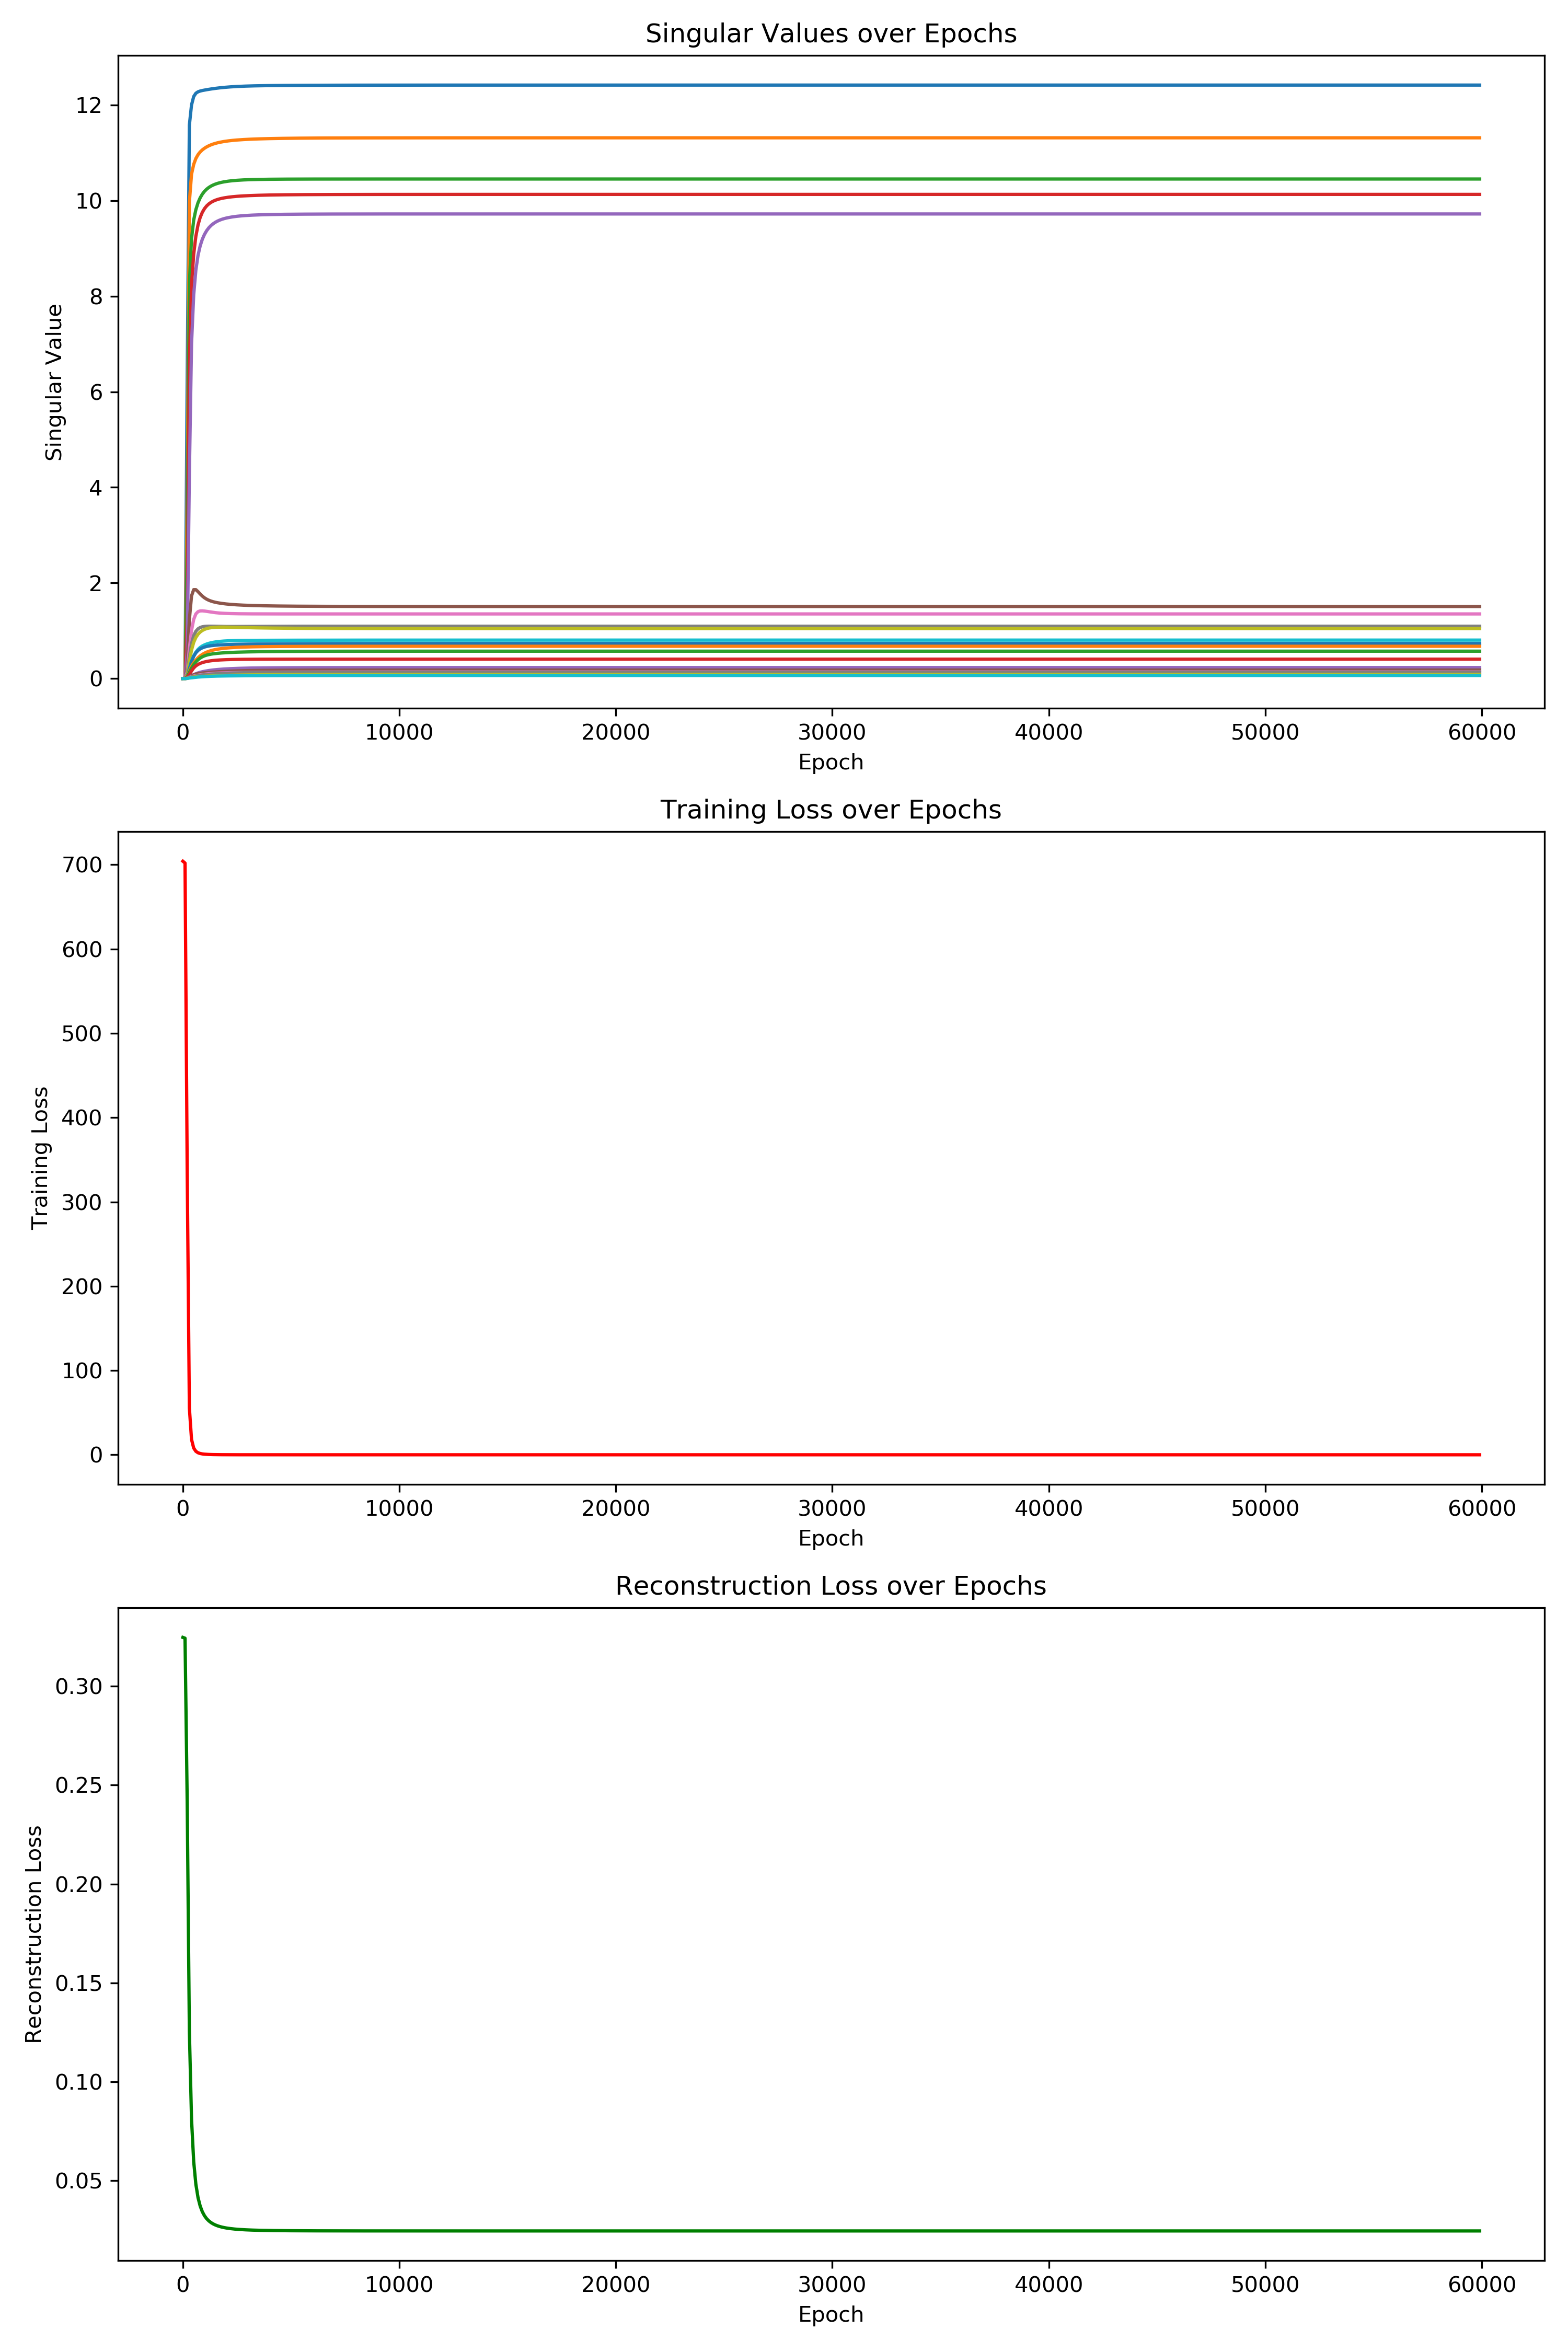 Singular Values over Epochs
12
10
8
6
4
2
0
Singular Value
0 10000 20000 30000 40000 50000 60000
Epoch
Training Loss over Epochs
700
600
500
400
300
200
100
0
Training Loss
0 10000 20000 30000 40000 50000 60000
Epoch
Reconstruction Loss over Epochs
0.30
0.25
0.20
0.15
0.10
0.05
Reconstruction Loss
0 10000 20000 30000 40000 50000 60000
Epoch